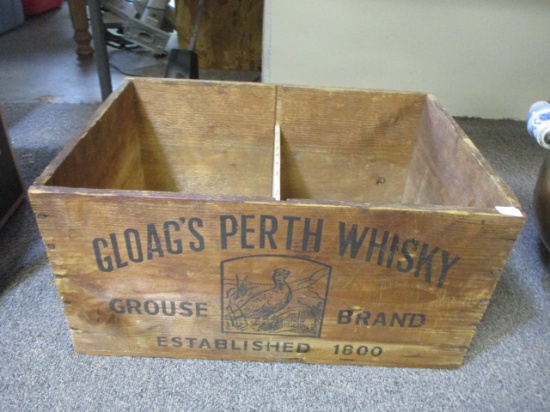 GLOAG'S PERTH WHISKY
GROUSE BRAND
ESTABLISHED 1800